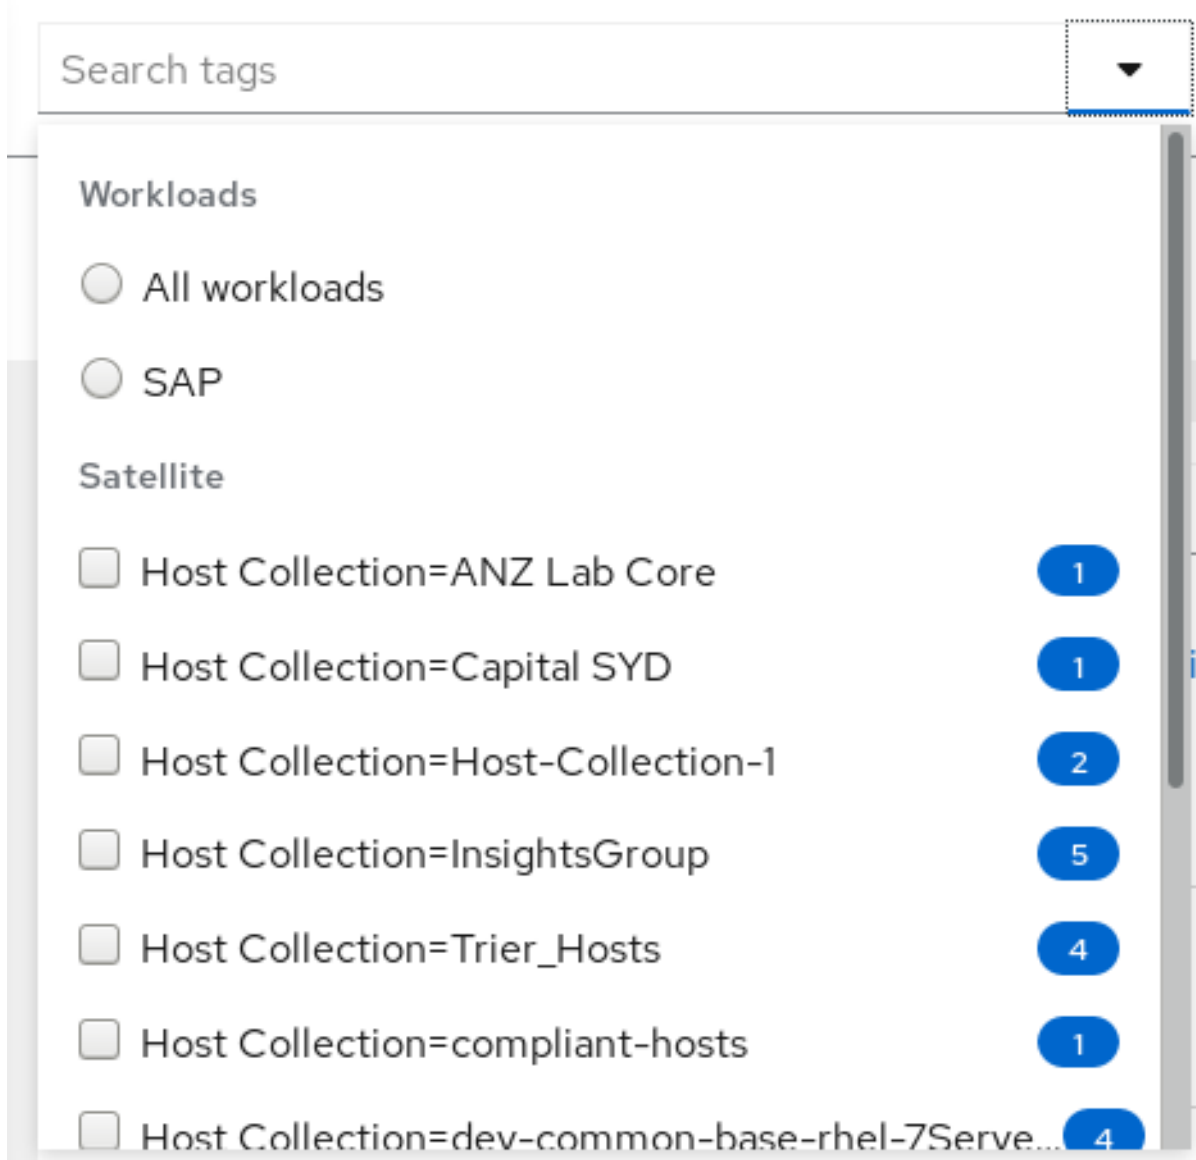 Search tags
Workloads
All workloads
SAP
Satellite
Host Collection=ANZ Lab Core 1
Host Collection=Capital SYD 1
Host Collection=Host-Collection-1 2
Host Collection=InsightsGroup 5
Host Collection=Trier_Hosts 4
Host Collection=compliant-hosts 1
Host Collection=dev-common-base-rhel-7Serve... 4